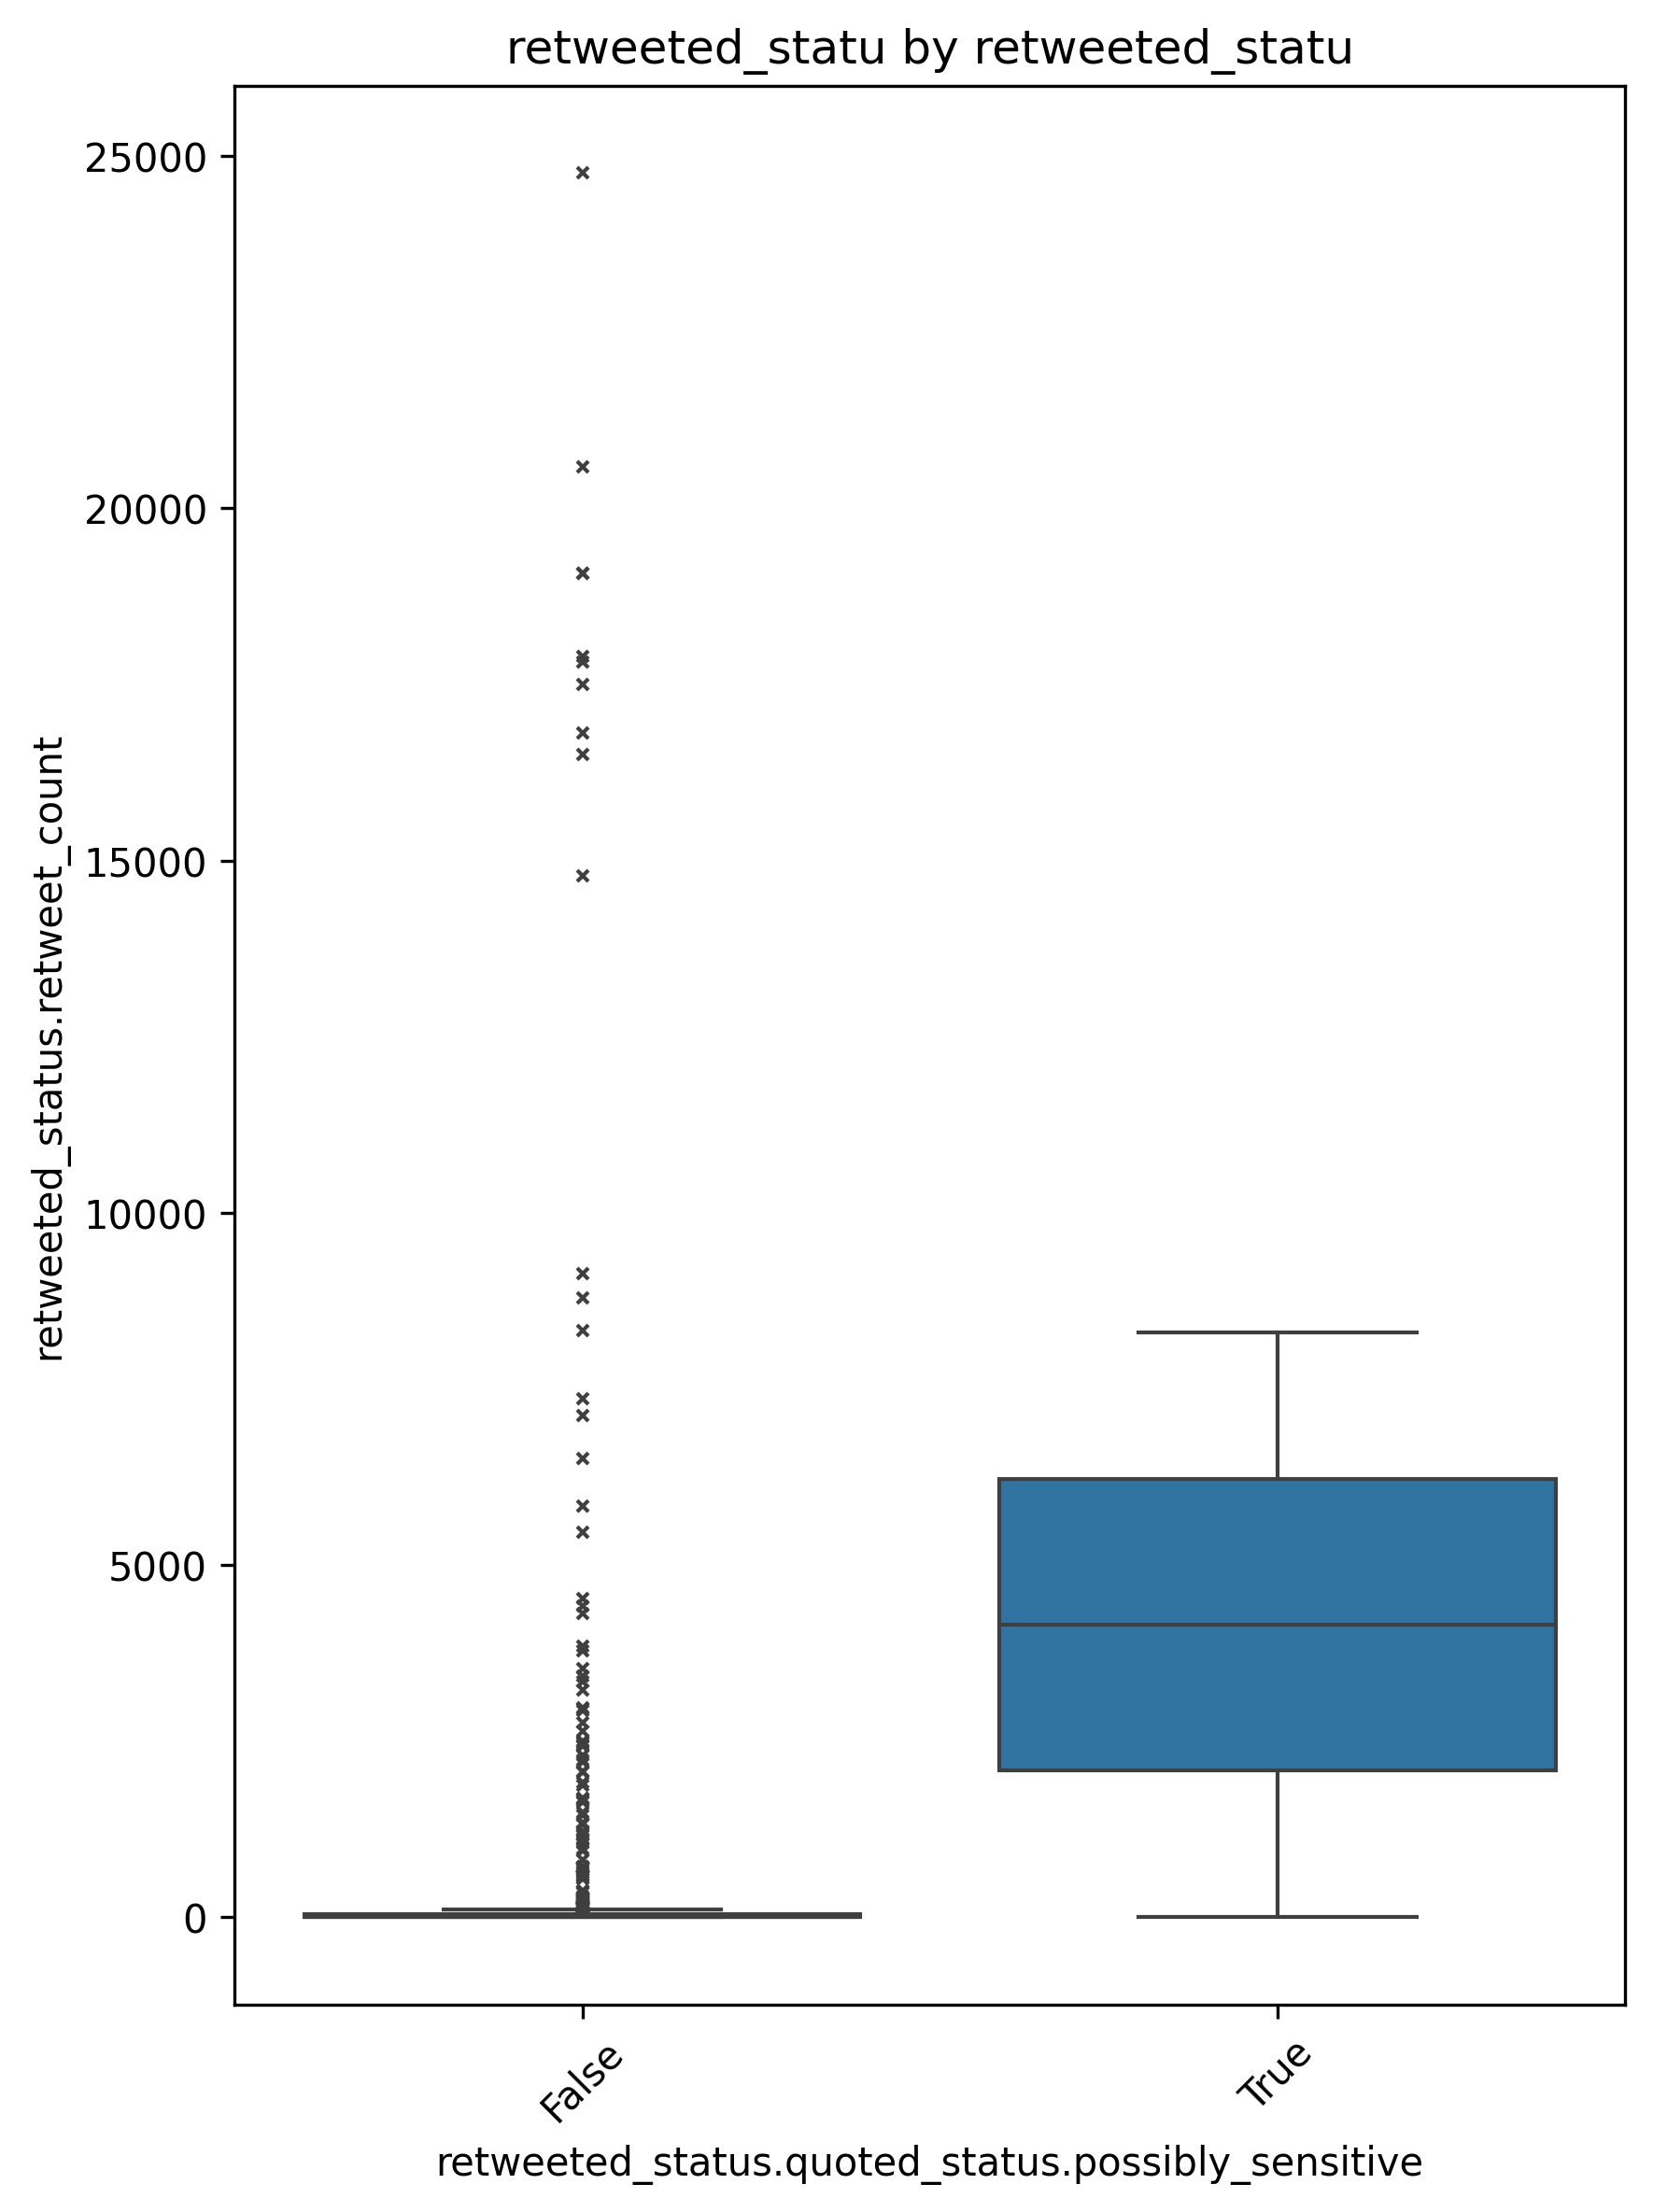 retweeted_statu by retweeted_statu
retweeted_status.retweet_count
25000
20000
15000
10000
5000
0
False
True
retweeted_status.quoted_status.possibly_sensitive